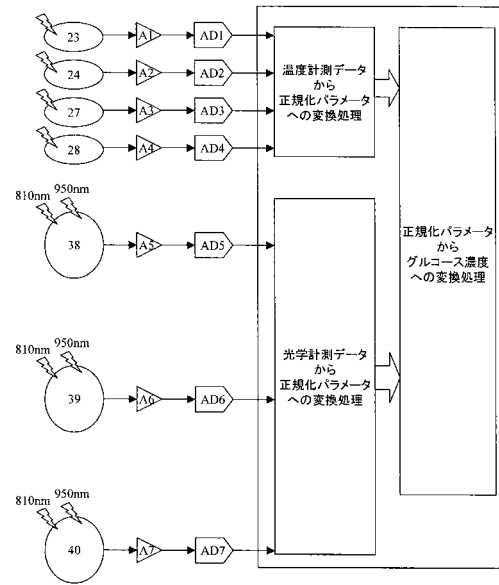 23 A1 AD1
24 A2 AD2
27 A3 AD3
28 A4 AD4
温度計測データ
から
正規化パラメータ
への変換処理
810nm 950nm
38 A5 AD5
正規化パラメータ
から
グルコース濃度
への変換処理
光学計測データ
から
正規化パラメータ
への変換処理
810nm 950nm
39 A6 AD6
810nm 950nm
40 A7 AD7